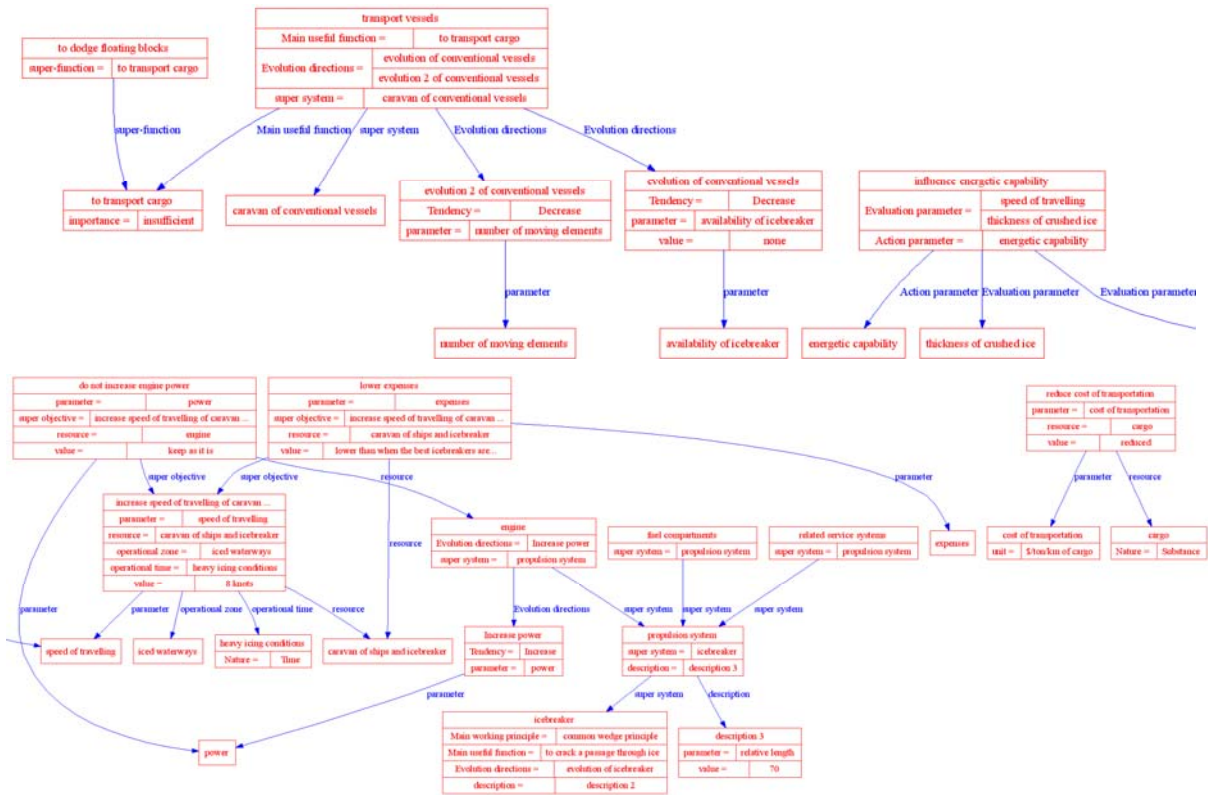 transport vessels
Main useful function = to transport cargo
Evolution directions = evolution of conventional vessels
evolution 2 of conventional vessels
super system = caravan of conventional vessels
to dodge floating blocks
super-function = to transport cargo
super-function
Main useful function
super system
Evolution directions
Evolution directions
to transport cargo
importance = insufficient
caravan of conventional vessels
evolution 2 of conventional vessels
Tendency = Decrease
parameter = number of moving elements
evolution of conventional vessels
Tendency = Decrease
parameter = availability of icebreaker
value = none
influence energetic capability
Evaluation parameter = speed of travelling
thickness of crushed ice
Action parameter = energetic capability
parameter
parameter
Action parameter
Evaluation parameter
Evaluation parameter
number of moving elements
availability of icebreaker
energetic capability
thickness of crushed ice
do not increase engine power
parameter = power
super objective = increase speed of travelling of caravan ...
resource = engine
value = keep as it is
lower expenses
parameter = expenses
super objective = increase speed of travelling of caravan ...
resource = caravan of ships and icebreaker
value = lower than when the best icebreakers are...
reduce cost of transportation
parameter = cost of transportation
resource = cargo
value = reduced
super objective
super objective
resource
parameter
parameter
resource
increase speed of travelling of caravan ...
parameter = speed of travelling
resource = caravan of ships and icebreaker
operational zone = iced waterways
operational time = heavy icing conditions
value = 8 knots
resource
engine
Evolution directions = Increase power
super system = propulsion system
fuel compartments
super system = propulsion system
related service systems
super system = propulsion system
expenses
cost of transportation
unit = $/ton/km of cargo
cargo
Nature = Substance
parameter
parameter
operational zone
operational time
resource
Evolution directions
super system
super system
super system
speed of travelling
iced waterways
heavy icing conditions
Nature = Time
caravan of ships and icebreaker
Increase power
Tendency = Increase
parameter = power
propulsion system
super system = icebreaker
description = description 3
parameter
super system
description
power
icebreaker
Main working principle = common wedge principle
Main useful function = to crack a passage through ice
Evolution directions = evolution of icebreaker
description = description 2
description 3
parameter = relative length
value = 70